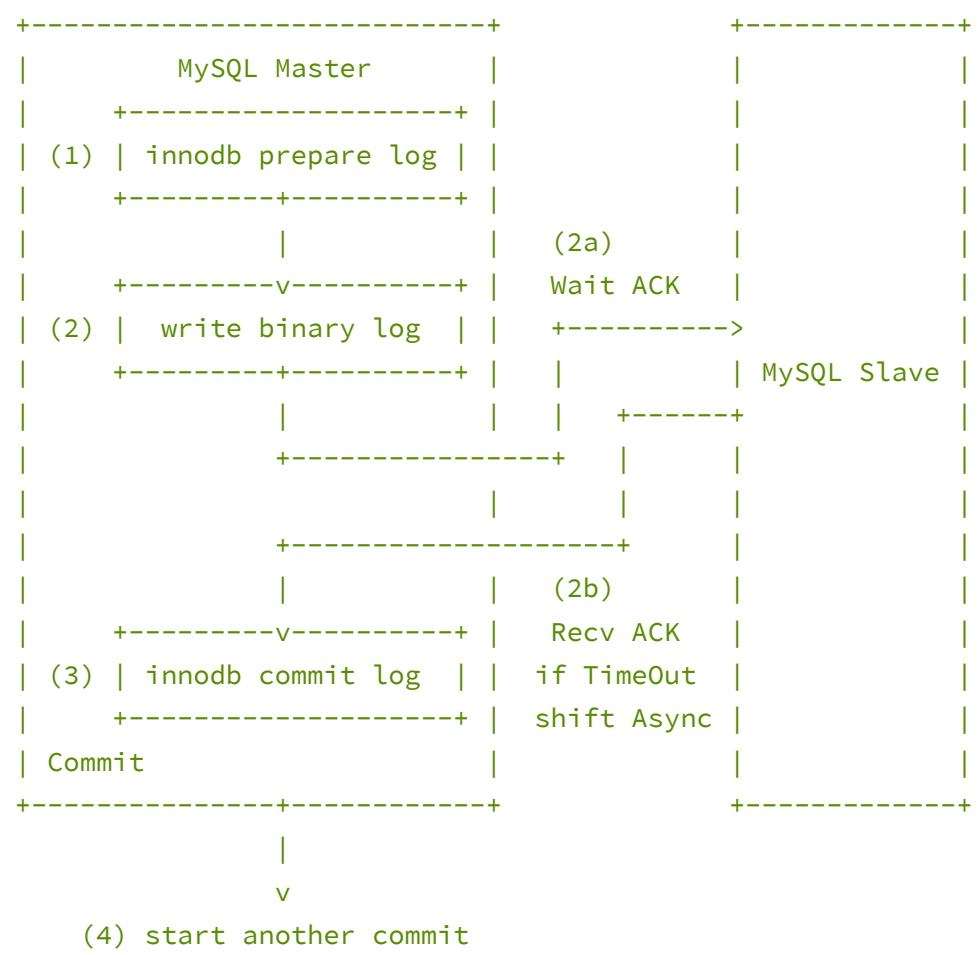 +-----------------------------+              +--------------+
|         MySQL Master       |              |             |
|     +--------------------+ |              |             |
| (1) | innodb prepare log | |              |             |
|     +---------+----------+ |              |             |
|               |            |   (2a)       |             |
|     +---------v----------+ |   Wait ACK   |             |
| (2) |  write binary log  | |   +---------->             |
|     +---------+----------+ |   |          | MySQL Slave |
|               |            |   |   +------+             |
|               +----------------+   |      |             |
|                            |       |      |             |
|               +--------------------+      |             |
|               |            |   (2b)       |             |
|     +---------v----------+ |   Recv ACK   |             |
| (3) | innodb commit log  | |  if TimeOut  |             |
|     +--------------------+ |  shift Async |             |
| Commit                     |              |             |
+---------------+------------+              +-------------+
                |
                v
    (4) start another commit